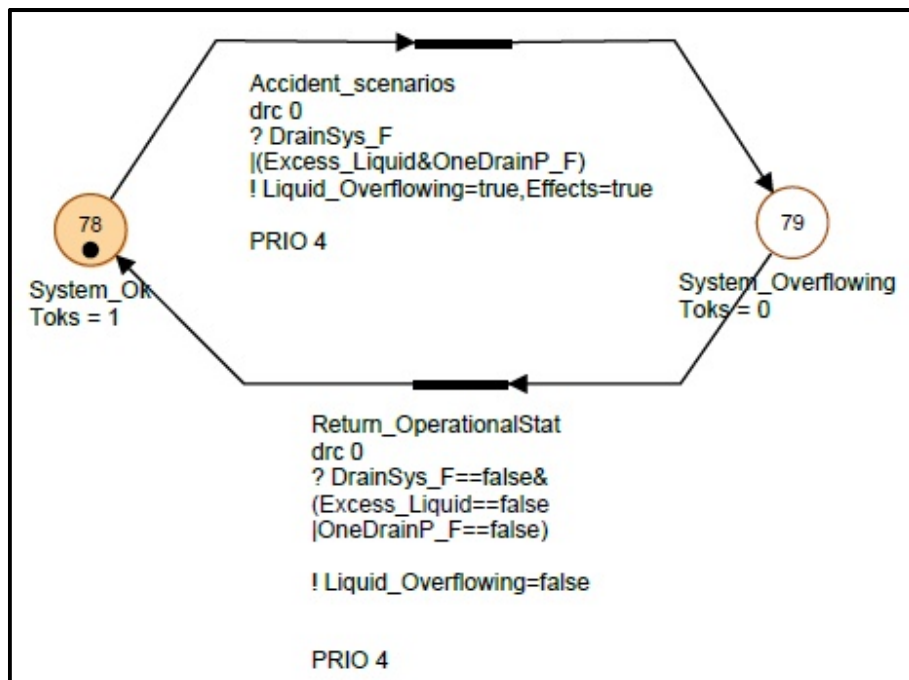 Accident_scenarios
drc 0
? DrainSys_F
|(Excess_Liquid&OneDrainP_F)
! Liquid_Overflowing=true,Effects=true
PRIO 4
78
System_Ok
Toks = 1
79
System_Overflowing
Toks = 0
Return_OperationalStat
drc 0
? DrainSys_F==false&
(Excess_Liquid==false
|OneDrainP_F==false)
! Liquid_Overflowing=false
PRIO 4